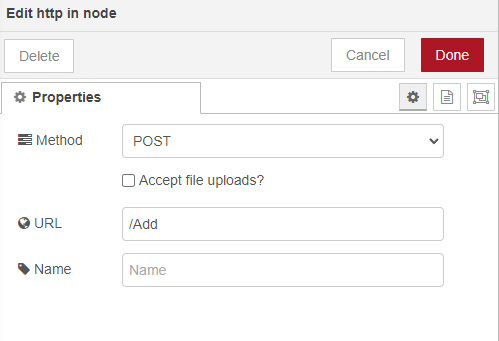 Edit http in node
Delete
Cancel
Done
Properties
Method
POST
Accept file uploads?
URL
/Add
Name
Name